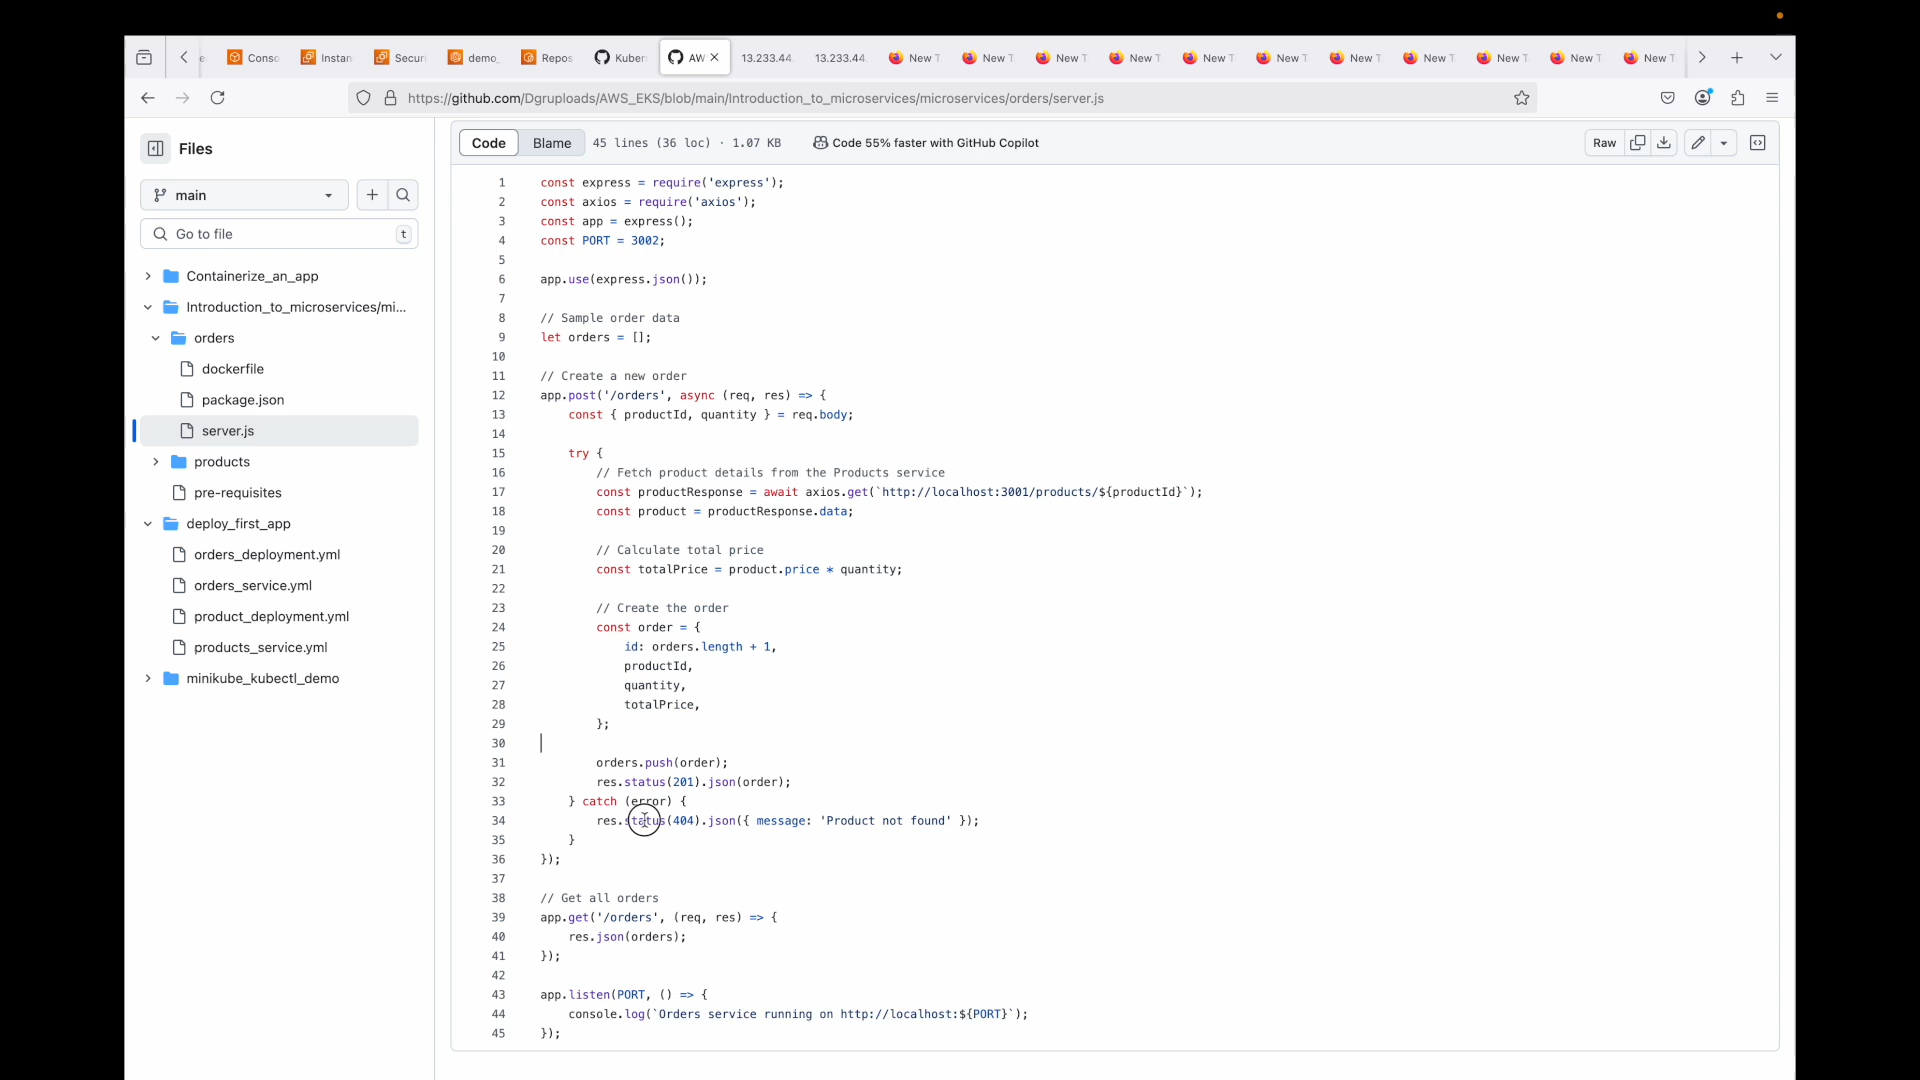 Conso
Instan
Securi
demo_
Repos
Kuber
AW
13.233.44.
13.233.44.
New T
New T
New T
New T
New T
New T
New T
New T
New T
New T
New T
https://github.com/Dgruploads/AWS_EKS/blob/main/Introduction_to_microservices/microservices/orders/server.js
Files
main
Go to file
t
Containerize_an_app
Introduction_to_microservices/mi...
orders
dockerfile
package.json
server.js
products
pre-requisites
deploy_first_app
orders_deployment.yml
orders_service.yml
product_deployment.yml
products_service.yml
minikube_kubectl_demo
Code
Blame
45 lines (36 loc) · 1.07 KB
Code 55% faster with GitHub Copilot
Raw
1 const express = require('express');
2 const axios = require('axios');
3 const app = express();
4 const PORT = 3002;
5
6 app.use(express.json());
7
8 // Sample order data
9 let orders = [];
10
11 // Create a new order
12 app.post('/orders', async (req, res) => {
13 const { productId, quantity } = req.body;
14
15 try {
16 // Fetch product details from the Products service
17 const productResponse = await axios.get(`http://localhost:3001/products/${productId}`);
18 const product = productResponse.data;
19
20 // Calculate total price
21 const totalPrice = product.price * quantity;
22
23 // Create the order
24 const order = {
25 id: orders.length + 1,
26 productId,
27 quantity,
28 totalPrice,
29 };
30
31 orders.push(order);
32 res.status(201).json(order);
33 } catch (error) {
34 res.status(404).json({ message: 'Product not found' });
35 }
36 });
37
38 // Get all orders
39 app.get('/orders', (req, res) => {
40 res.json(orders);
41 });
42
43 app.listen(PORT, () => {
44 console.log(`Orders service running on http://localhost:${PORT}`);
45 });